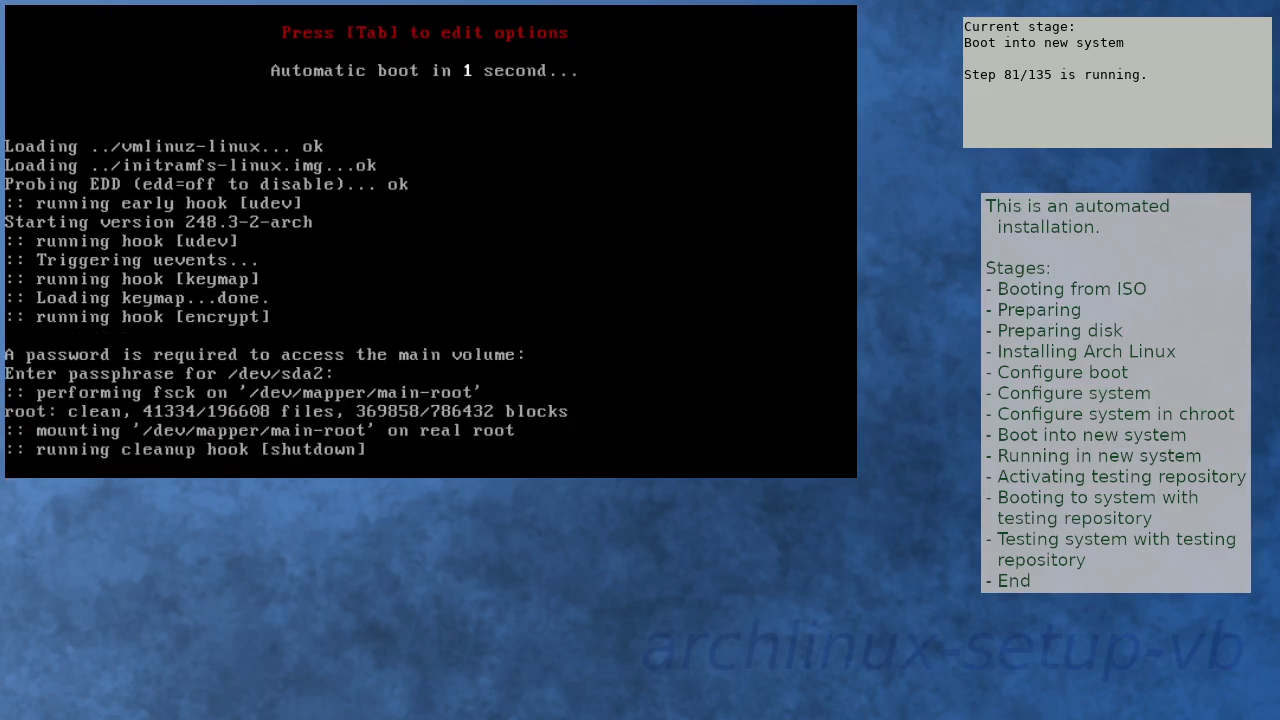 Press [Tab] to edit options
Automatic boot in 1 second...
Loading ../vmlinuz-linux... ok
Loading ../initramfs-linux.img...ok
Probing EDD (edd=off to disable)... ok
:: running early hook [udev]
Starting version 248.3-2-arch
:: running hook [udev]
:: Triggering uevents...
:: running hook [keymap]
:: Loading keymap...done.
:: running hook [encrypt]
A password is required to access the main volume:
Enter passphrase for /dev/sda2:
:: performing fsck on '/dev/mapper/main-root'
root: clean, 41334/196608 files, 369858/786432 blocks
:: mounting '/dev/mapper/main-root' on real root
:: running cleanup hook [shutdown]
Current stage:
Boot into new system
Step 81/135 is running.
This is an automated
installation.
Stages:
- Booting from ISO
- Preparing
- Preparing disk
- Installing Arch Linux
- Configure boot
- Configure system
- Configure system in chroot
- Boot into new system
- Running in new system
- Activating testing repository
- Booting to system with
testing repository
- Testing system with testing
repository
- End
archlinux-setup-vb